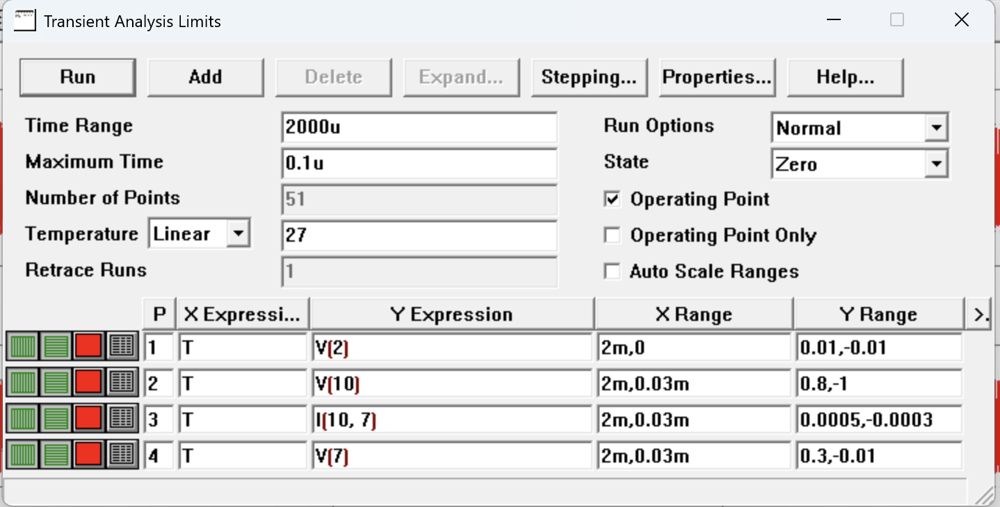 Transient Analysis Limits
Run Add Delete Expand... Stepping... Properties... Help...
Time Range 2000u Run Options Normal
Maximum Time 0.1u State Zero
Number of Points 51 Operating Point
Temperature Linear 27 Operating Point Only
Retrace Runs 1 Auto Scale Ranges
P X Expressi... Y Expression X Range Y Range >.
1 T V(2) 2m,0 0.01,-0.01
2 T V(10) 2m,0.03m 0.8,-1
3 T I(10, 7) 2m,0.03m 0.0005,-0.0003
4 T V(7) 2m,0.03m 0.3,-0.01